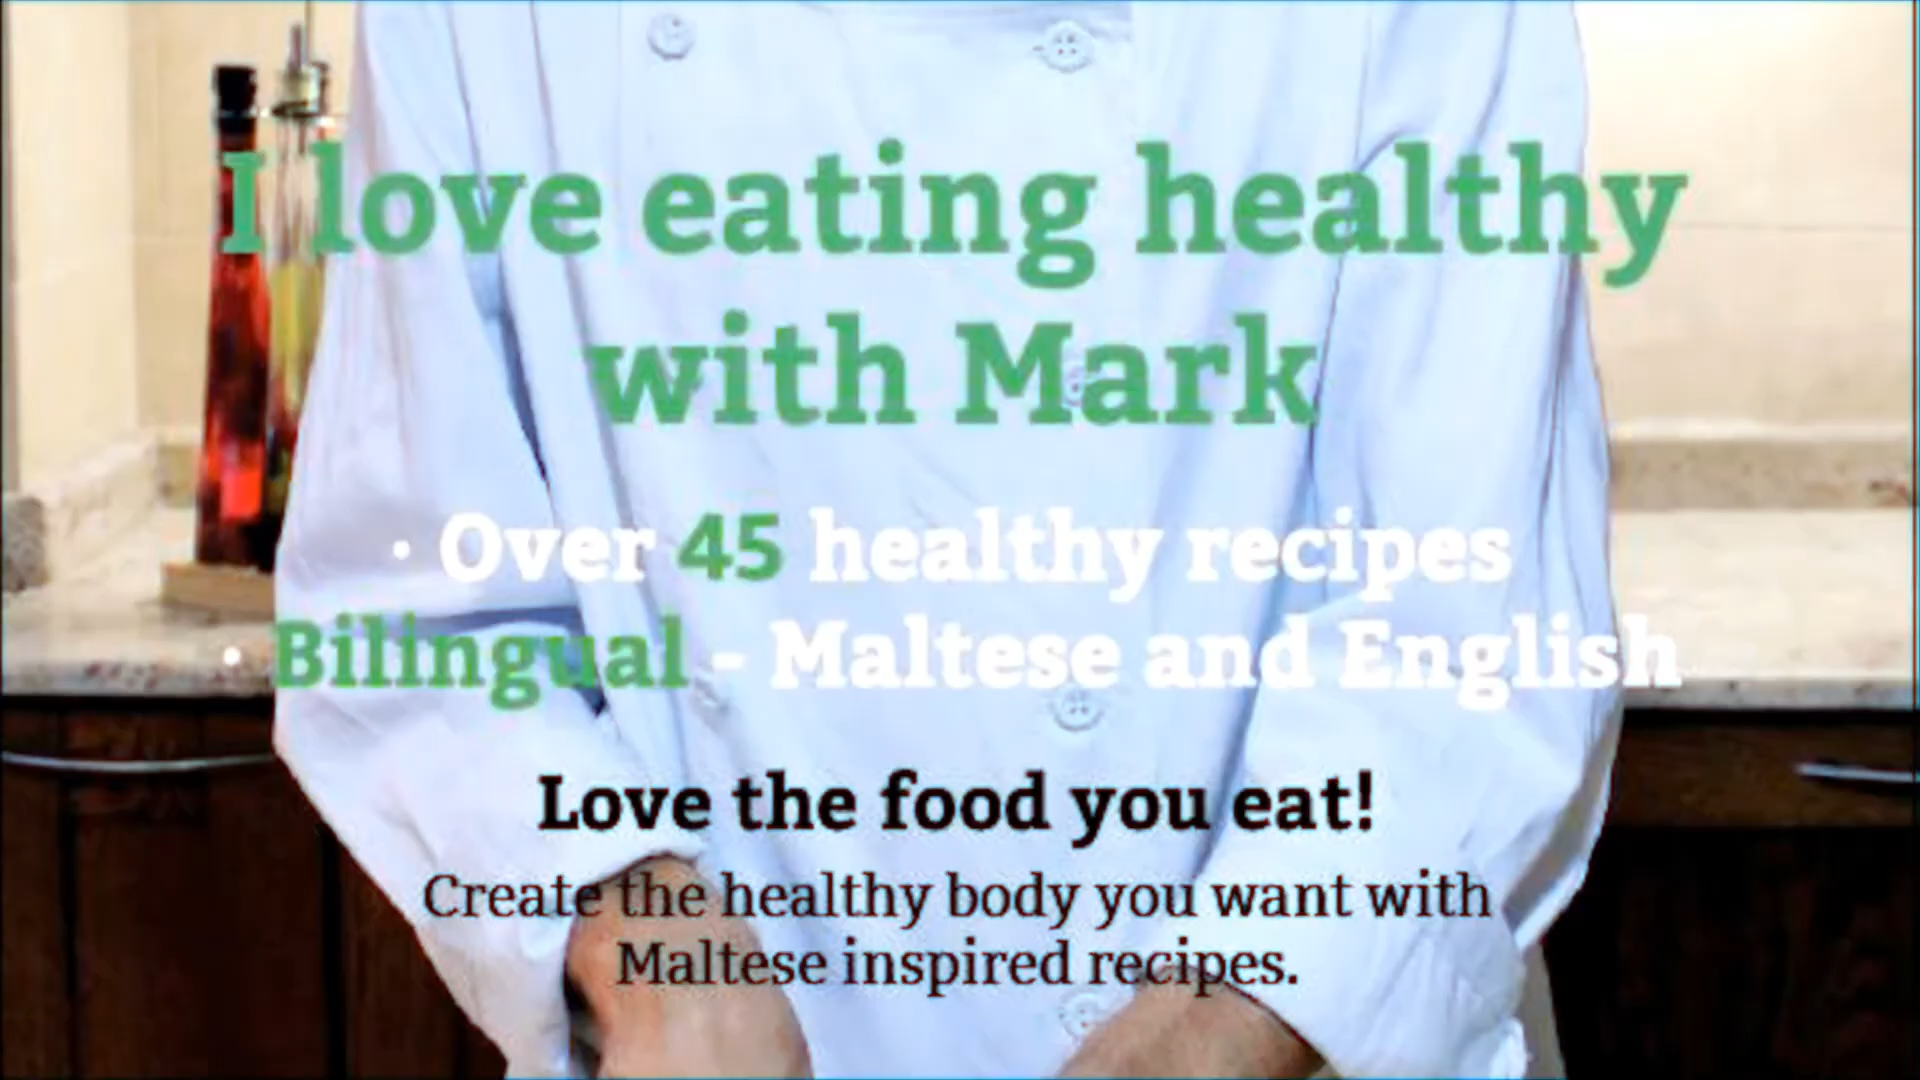 I love eating healthy
with Mark
· Over 45 healthy recipes
· Bilingual - Maltese and English
Love the food you eat!
Create the healthy body you want with
Maltese inspired recipes.